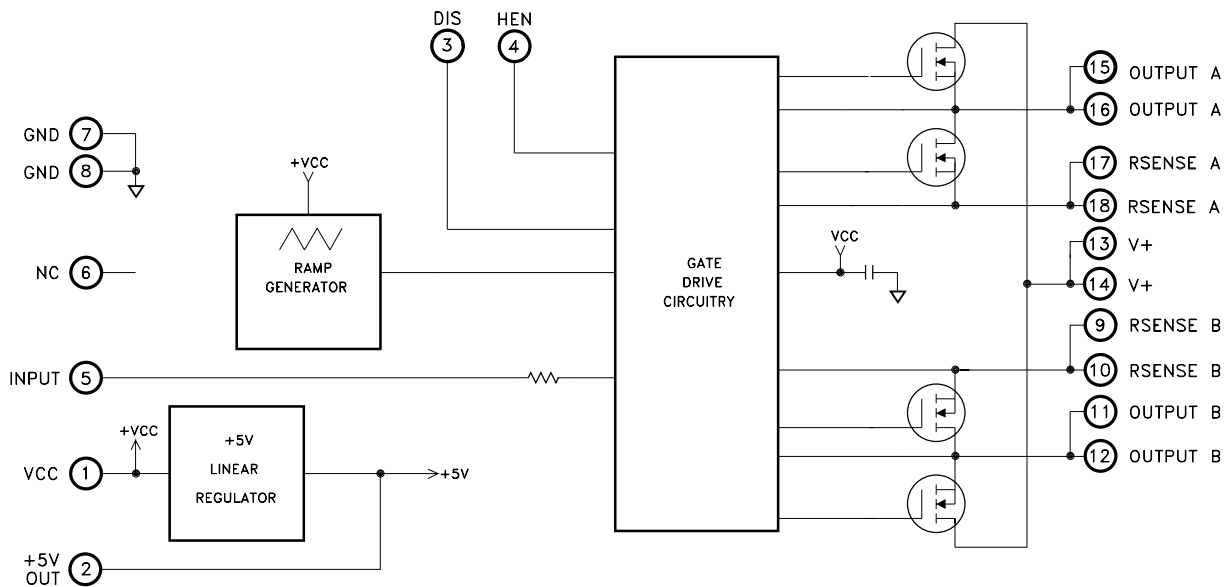 DIS
3
HEN
4
GND 7
GND 8
NC 6
+VCC
RAMP
GENERATOR
INPUT 5
+VCC
VCC 1
+5V
LINEAR
REGULATOR
+5V
+5V
OUT
2
GATE
DRIVE
CIRCUITRY
VCC
15 OUTPUT A
16 OUTPUT A
17 RSENSE A
18 RSENSE A
13 V+
14 V+
9 RSENSE B
10 RSENSE B
11 OUTPUT B
12 OUTPUT B